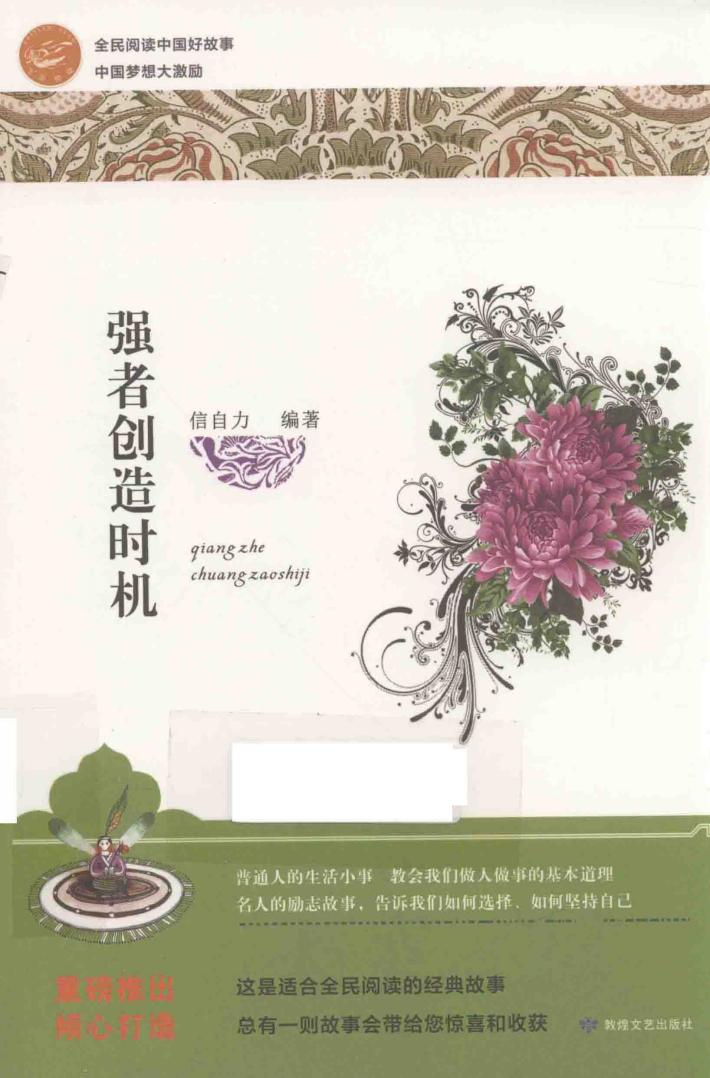 全民阅读中国好故事
中国梦想大激励
强者创造时机
信自力 编著
qiangzhe
chuangzaoshiji
普通人的生活小事 教会我们做人做事的基本道理
名人的励志故事，告诉我们如何选择、如何坚持自己
重磅推出
倾心打造
这是适合全民阅读的经典故事
总有一则故事会带给您惊喜和收获
敦煌文艺出版社